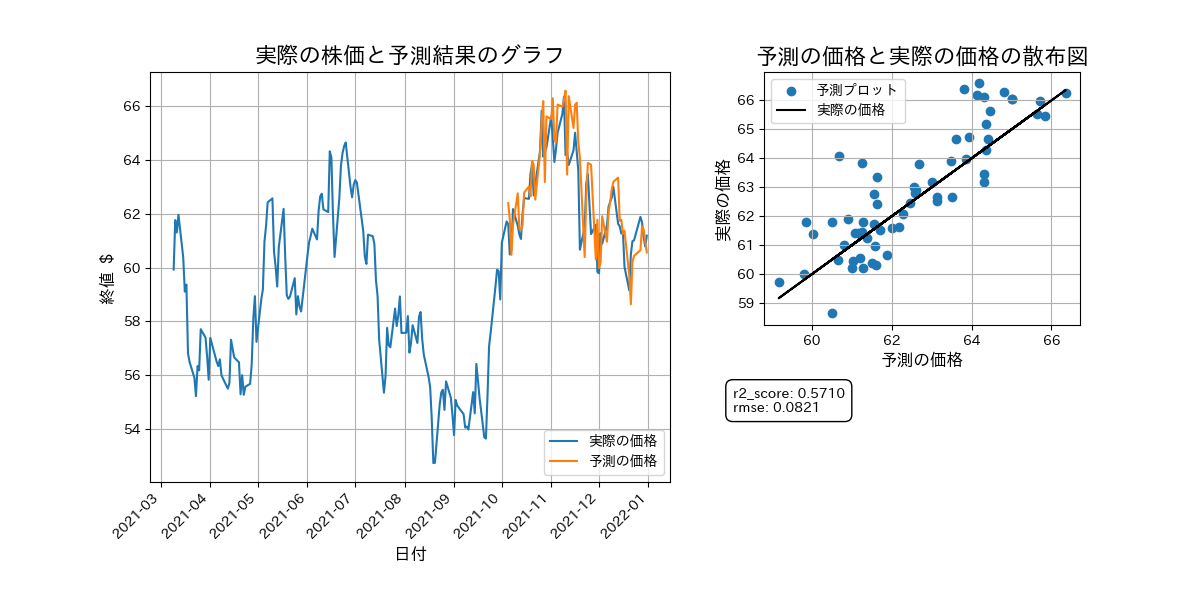 実際の株価と予測結果のグラフ
終値 $
66
64
62
60
58
56
54
2021-03
2021-04
2021-05
2021-06
2021-07
2021-08
2021-09
2021-10
2021-11
2021-12
2022-01
日付
実際の価格
予測の価格
予測の価格と実際の価格の散布図
予測プロット
実際の価格
実際の価格
66
65
64
63
62
61
60
59
60
62
64
66
予測の価格
r2_score: 0.5710
rmse: 0.0821